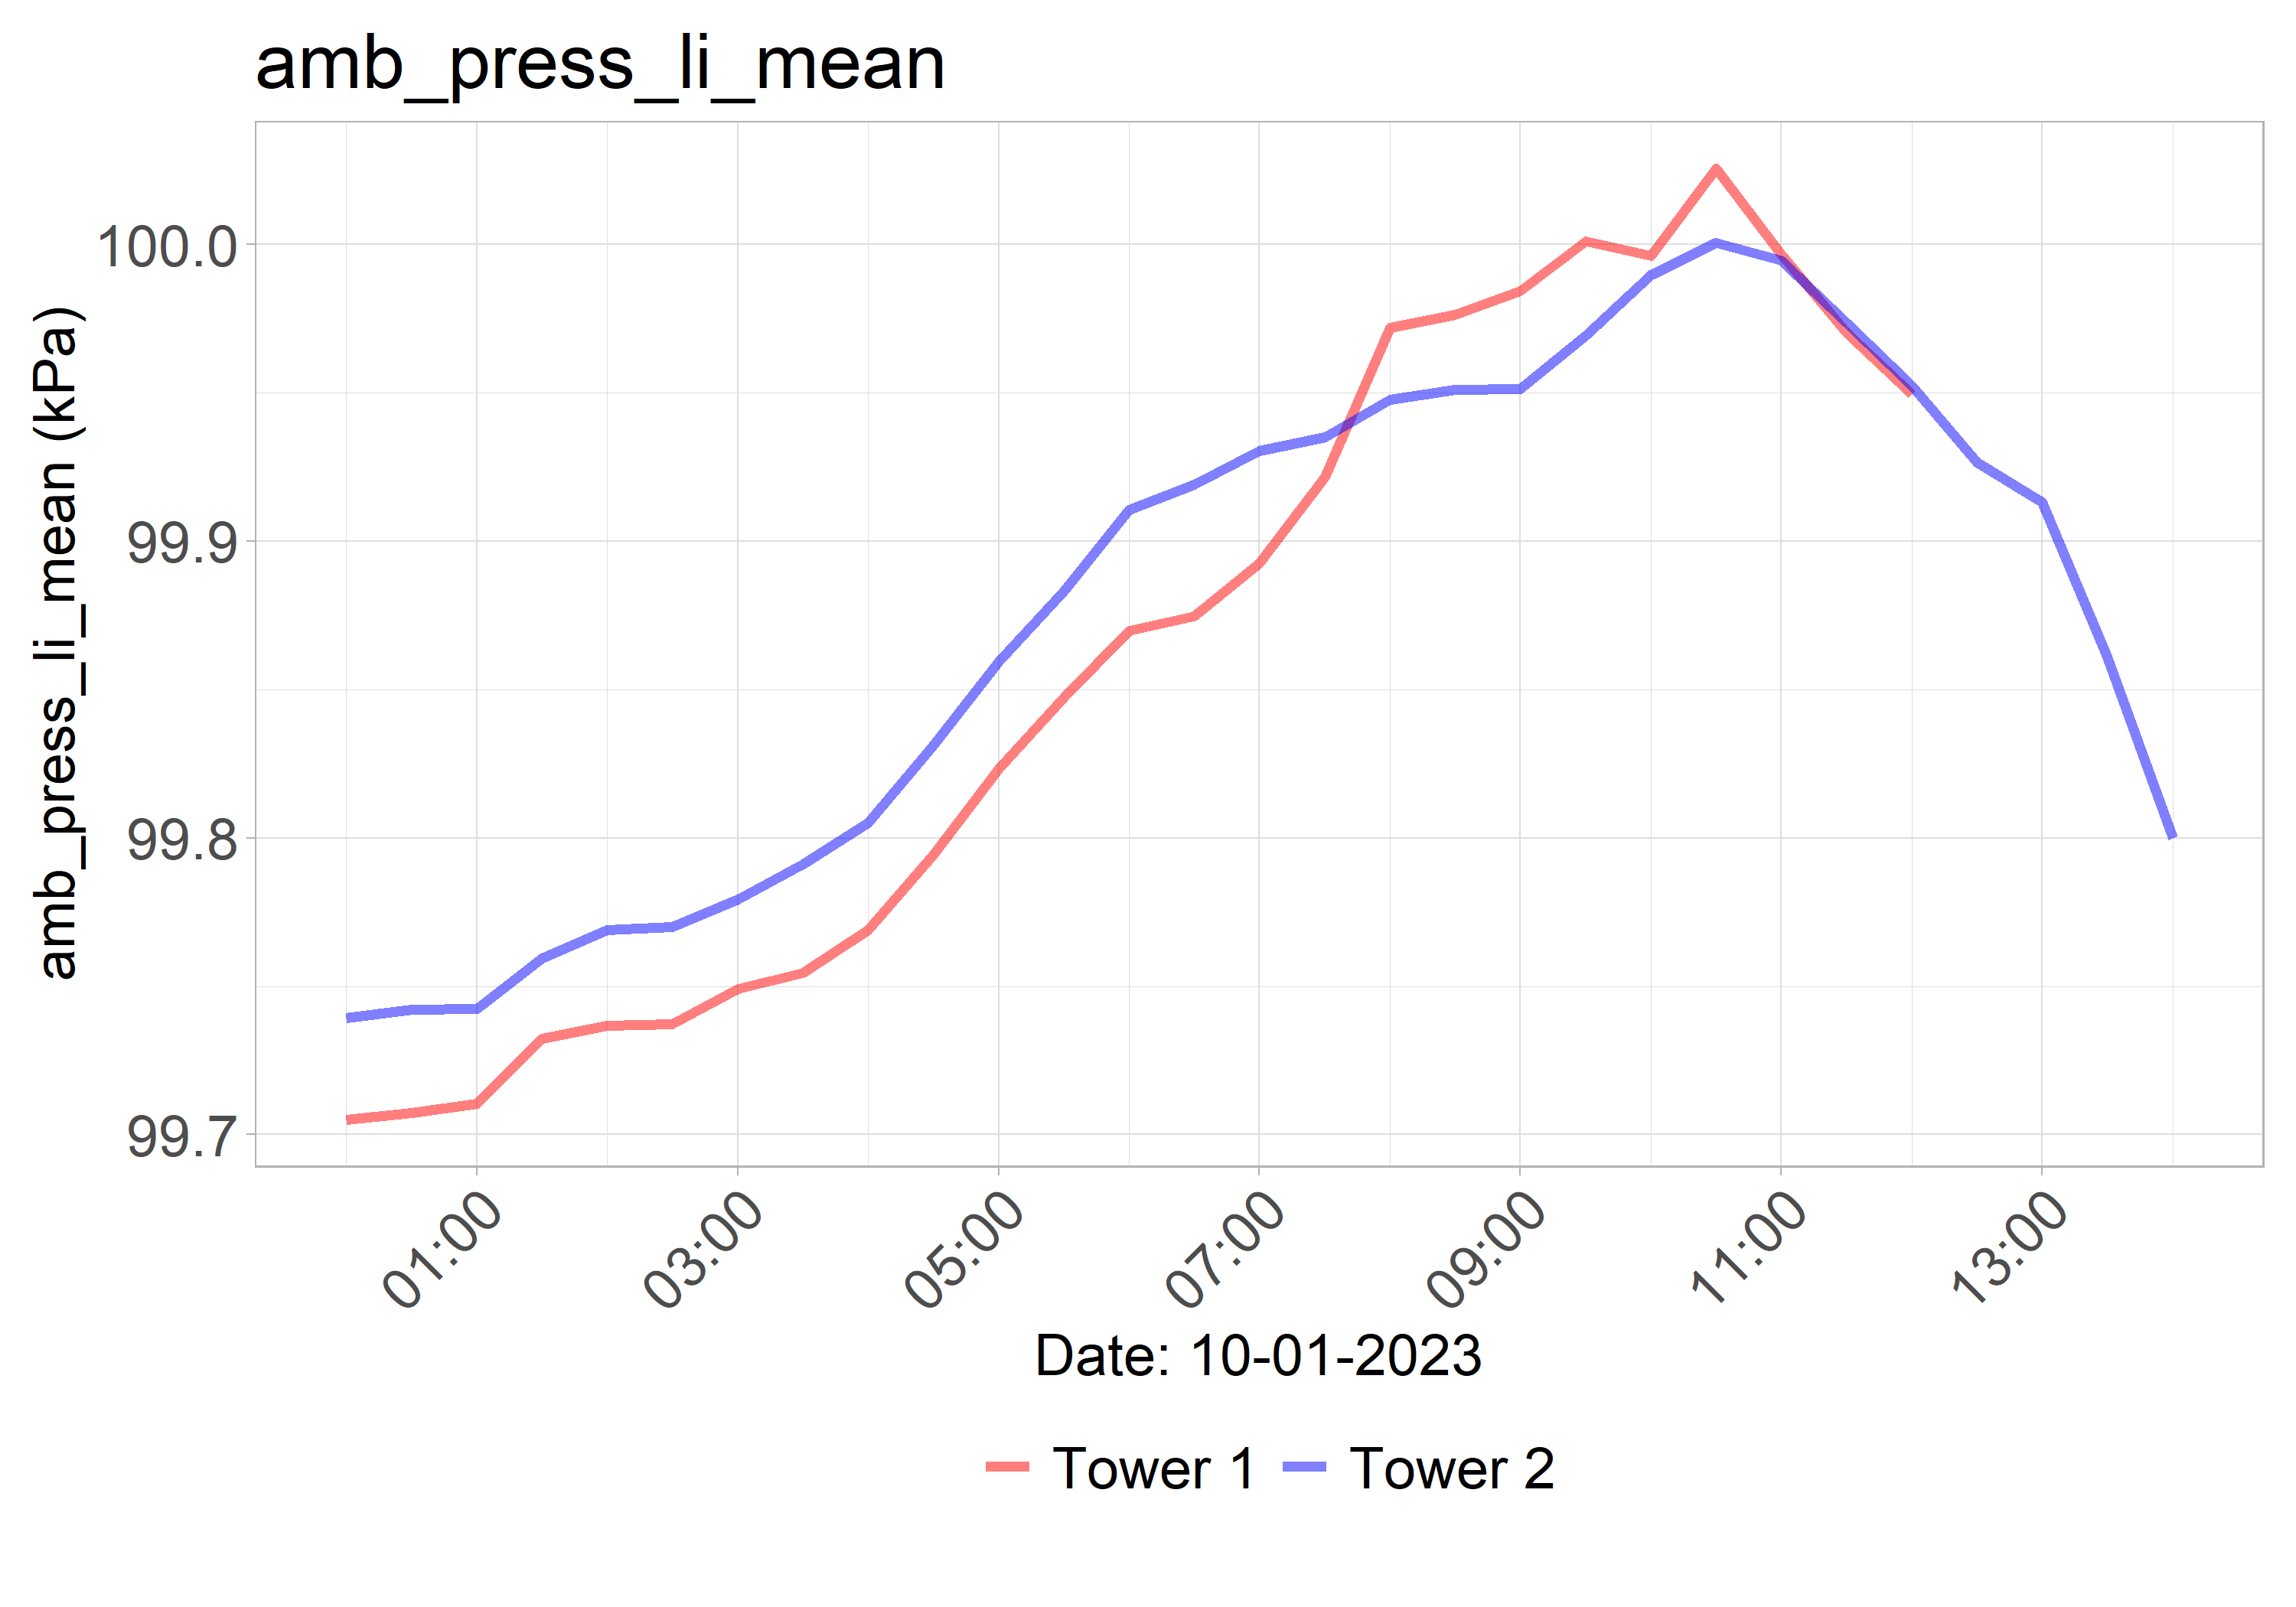 amb_press_li_mean
amb_press_li_mean (kPa)
100.0
99.9
99.8
99.7
01:00 03:00 05:00 07:00 09:00 11:00 13:00
Date: 10-01-2023
Tower 1 Tower 2